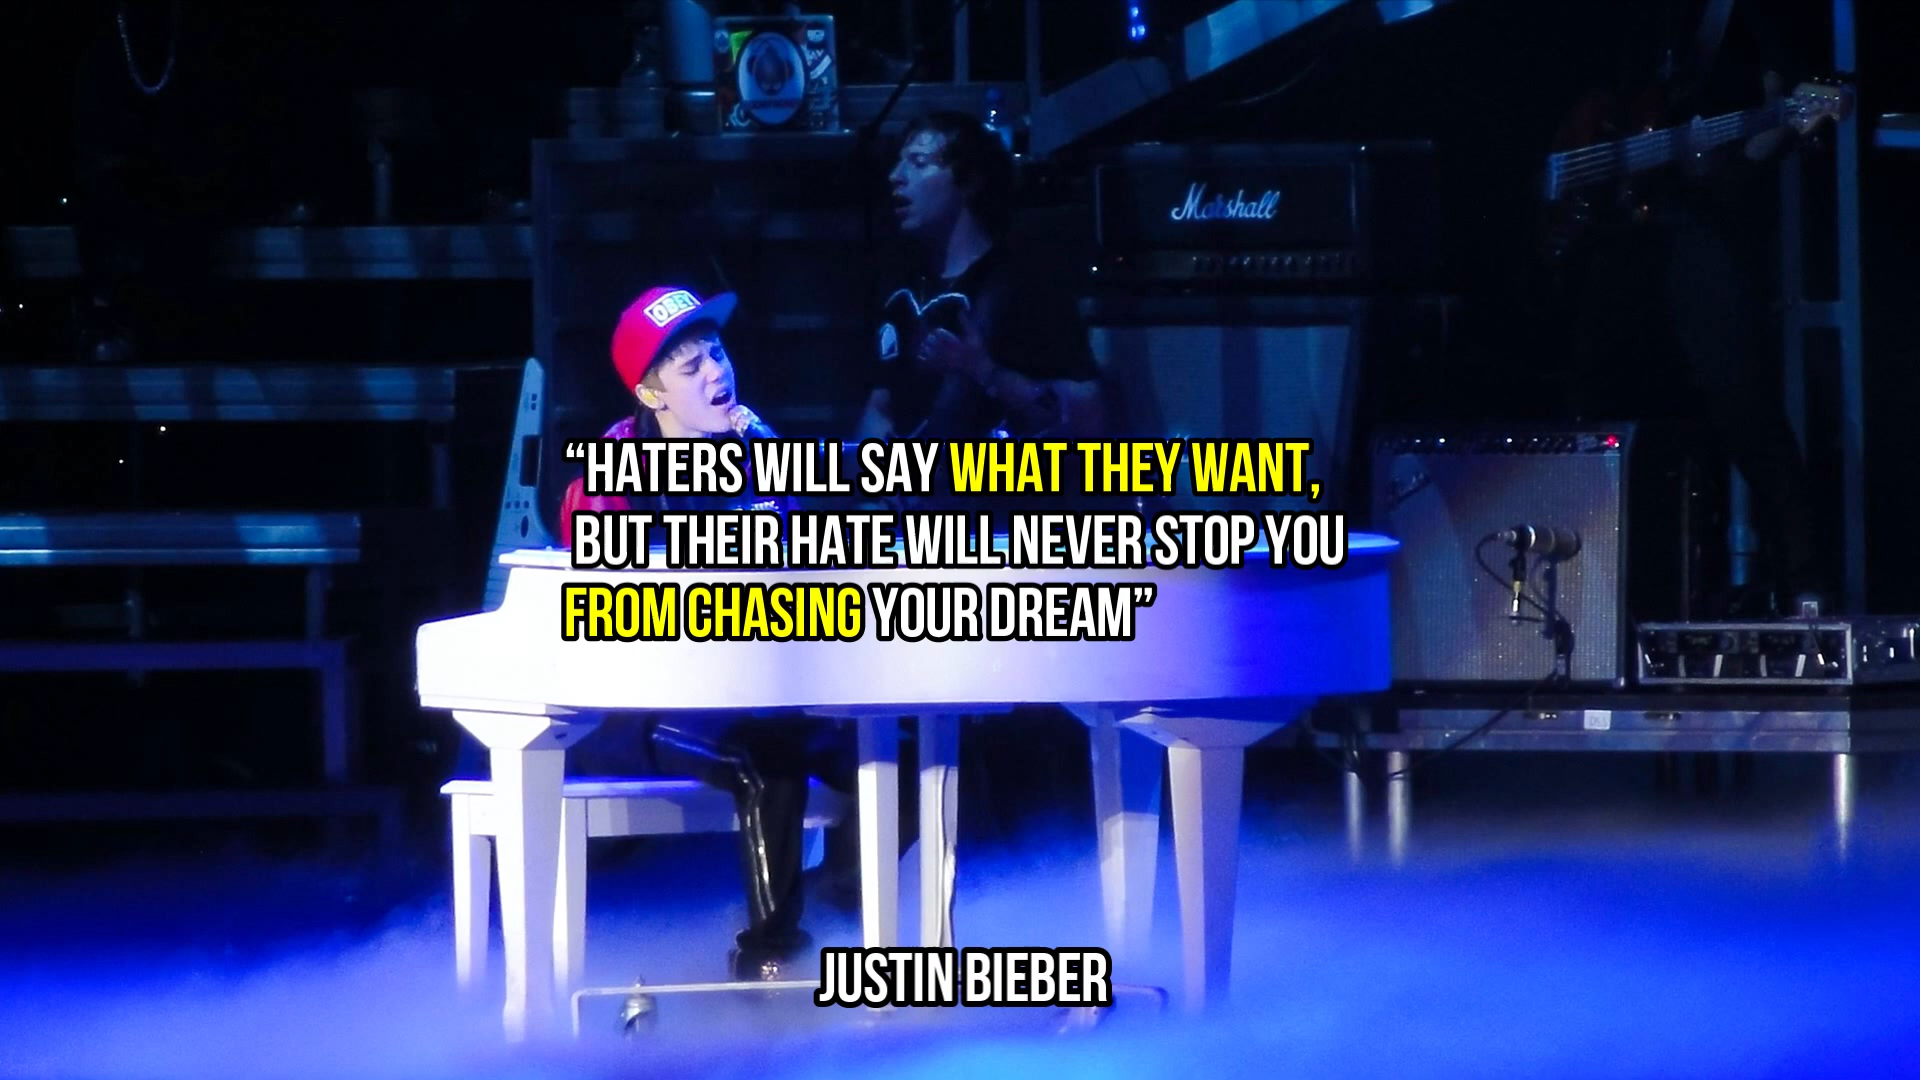 OBEY
Marshall
“HATERS WILL SAY WHAT THEY WANT,
BUT THEIR HATE WILL NEVER STOP YOU
FROM CHASING YOUR DREAM”
JUSTIN BIEBER